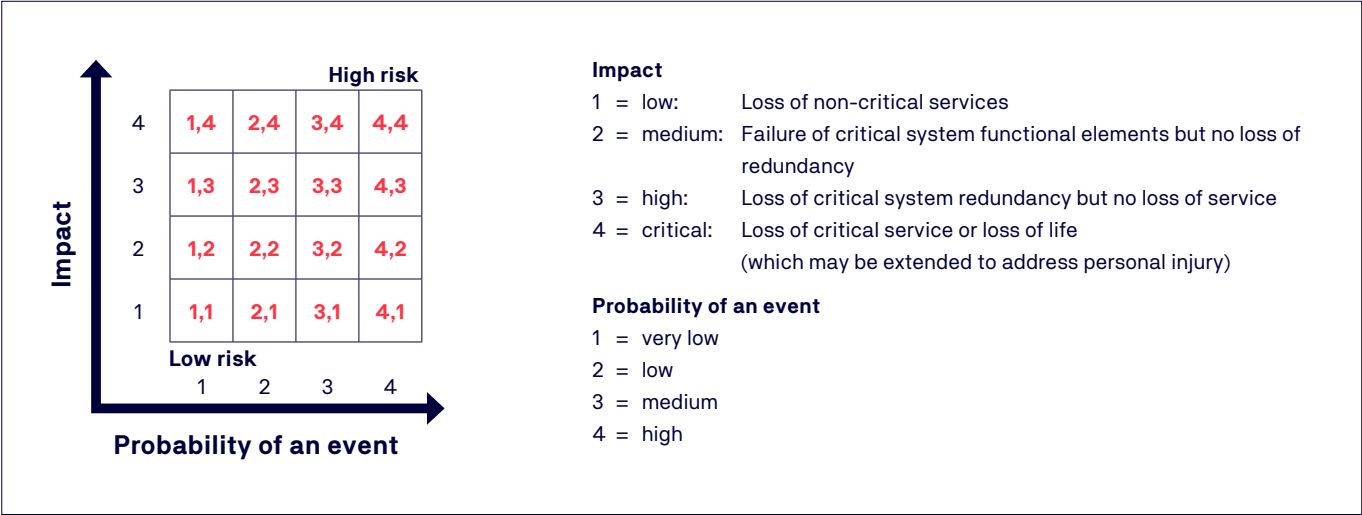 High risk
4 1,4 2,4 3,4 4,4
3 1,3 2,3 3,3 4,3
2 1,2 2,2 3,2 4,2
1 1,1 2,1 3,1 4,1
Low risk
1 2 3 4
Impact
Probability of an event
Impact
1 = low: Loss of non-critical services
2 = medium: Failure of critical system functional elements but no loss of
redundancy
3 = high: Loss of critical system redundancy but no loss of service
4 = critical: Loss of critical service or loss of life
(which may be extended to address personal injury)
Probability of an event
1 = very low
2 = low
3 = medium
4 = high